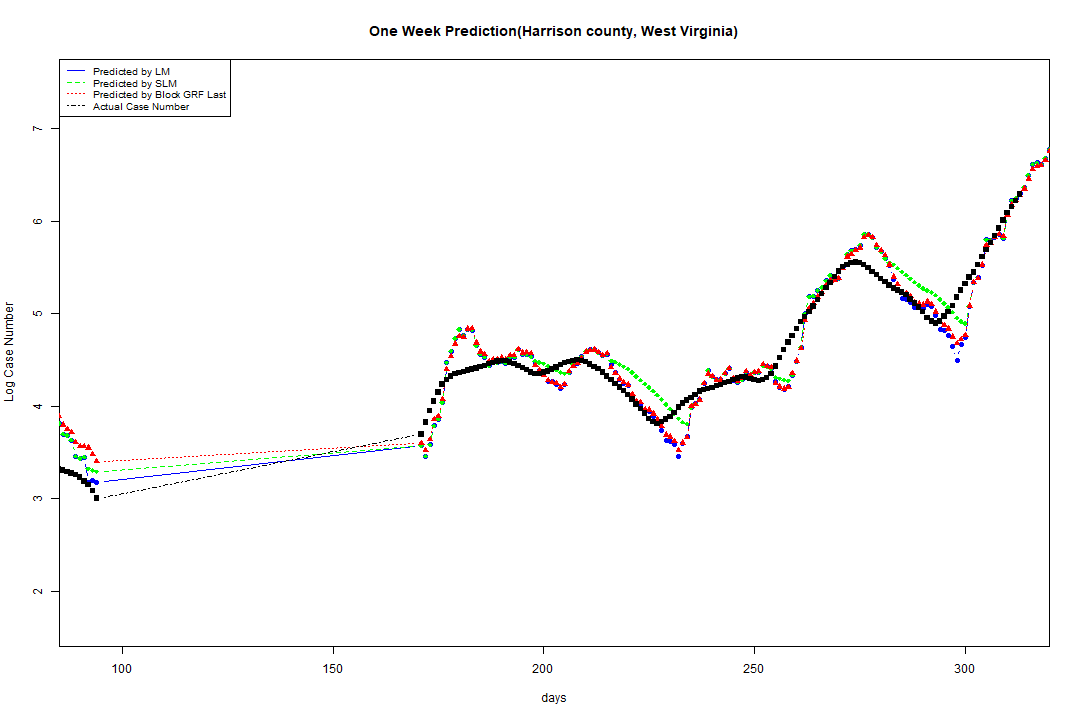 One Week Prediction(Harrison county, West Virginia)
Predicted by LM
Predicted by SLM
Predicted by Block GRF Last
Actual Case Number
7
6
5
4
3
2
Log Case Number
100 150 200 250 300
days